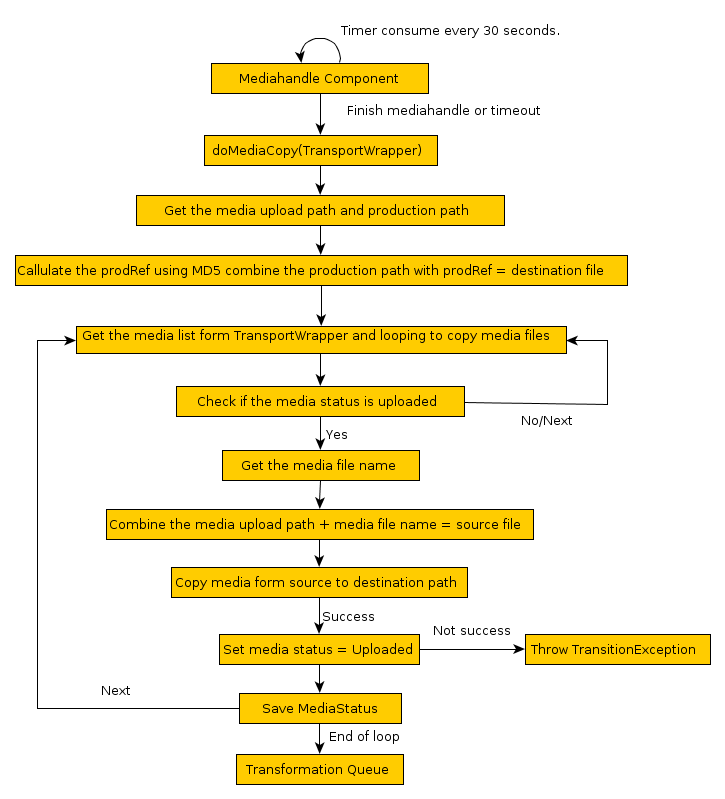 Timer consume every 30 seconds.
Mediahandle Component
Finish mediahandle or timeout
doMediaCopy(TransportWrapper)
Get the media upload path and production path
Callulate the prodRef using MD5 combine the production path with prodRef = destination file
Get the media list form TransportWrapper and looping to copy media files
Check if the media status is uploaded
No/Next
Yes
Get the media file name
Combine the media upload path + media file name = source file
Copy media form source to destination path
Success
Not success
Set media status = Uploaded
Throw TransitionException
Next
Save MediaStatus
End of loop
Transformation Queue